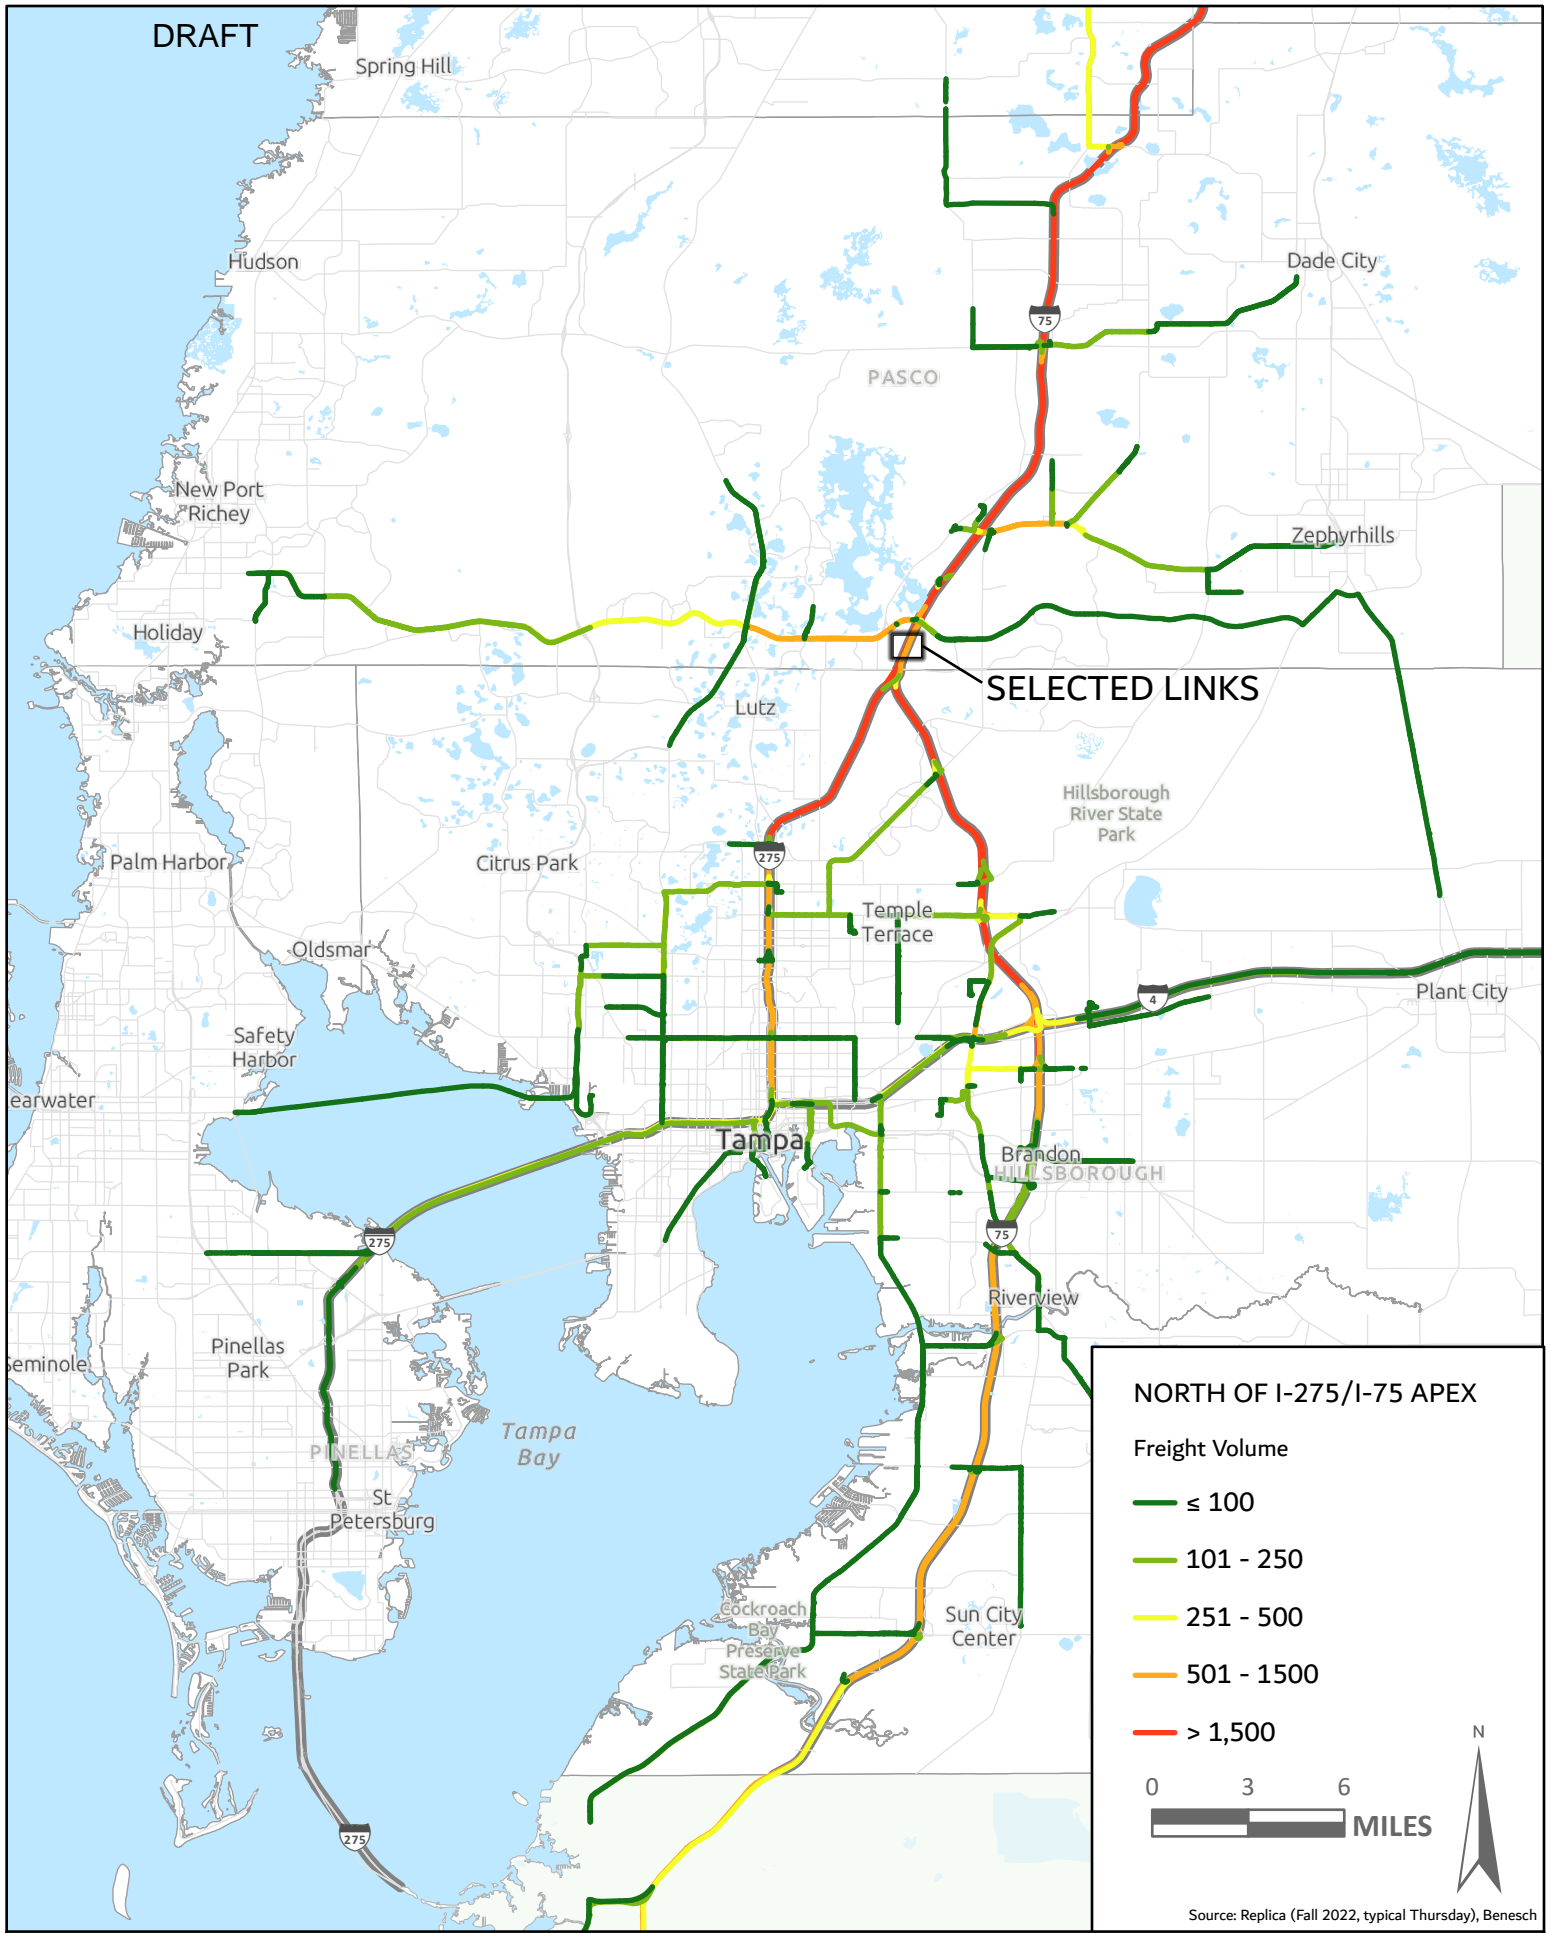 DRAFT
Spring Hill
Hudson
Dade City
75
PASCO
New Port
Richey
Zephyrhills
Holiday
SELECTED LINKS
Lutz
Hillsborough
River State
Park
275
Palm Harbor
Citrus Park
Temple
Terrace
Oldsmar
4
Plant City
Safety
Harbor
earwater
Tampa
Brandon
HILLSBOROUGH
75
275
Riverview
Pinellas
Park
Seminole
Tampa
Bay
PINELLAS
St
Petersburg
Cockroach
Bay
Preserve
State Park
Sun City
Center
275
NORTH OF I-275/I-75 APEX
Freight Volume
≤ 100
101 - 250
251 - 500
501 - 1500
> 1,500
N
0 3 6
MILES
Source: Replica (Fall 2022, typical Thursday), Benesch